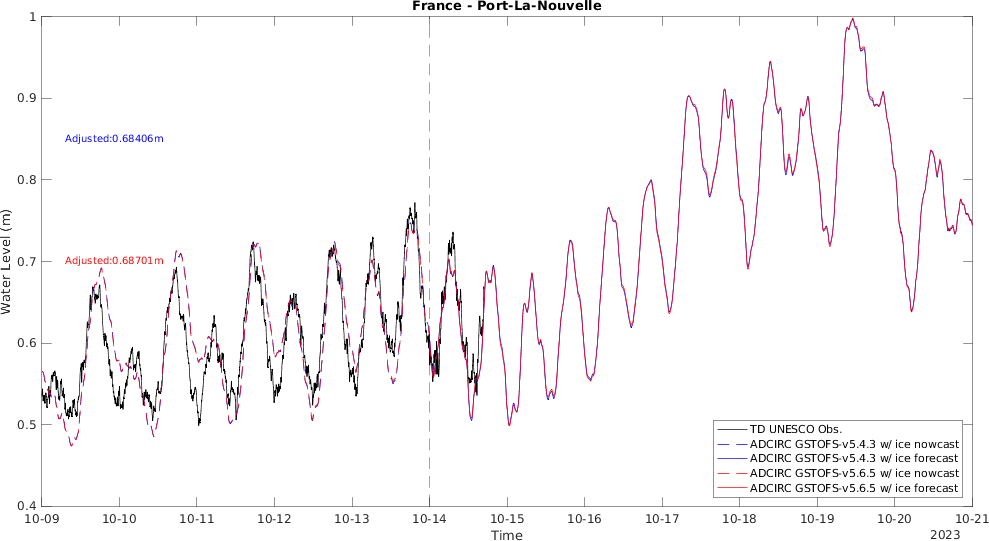 France - Port-La-Nouvelle
1
0.9
0.8
0.7
0.6
0.5
0.4
Water Level (m)
Adjusted:0.68406m
Adjusted:0.68701m
TD UNESCO Obs.
ADCIRC GSTOFS-v5.4.3 w/ ice nowcast
ADCIRC GSTOFS-v5.4.3 w/ ice forecast
ADCIRC GSTOFS-v5.6.5 w/ ice nowcast
ADCIRC GSTOFS-v5.6.5 w/ ice forecast
10-09 10-10 10-11 10-12 10-13 10-14 10-15 10-16 10-17 10-18 10-19 10-20 10-21
Time
2023